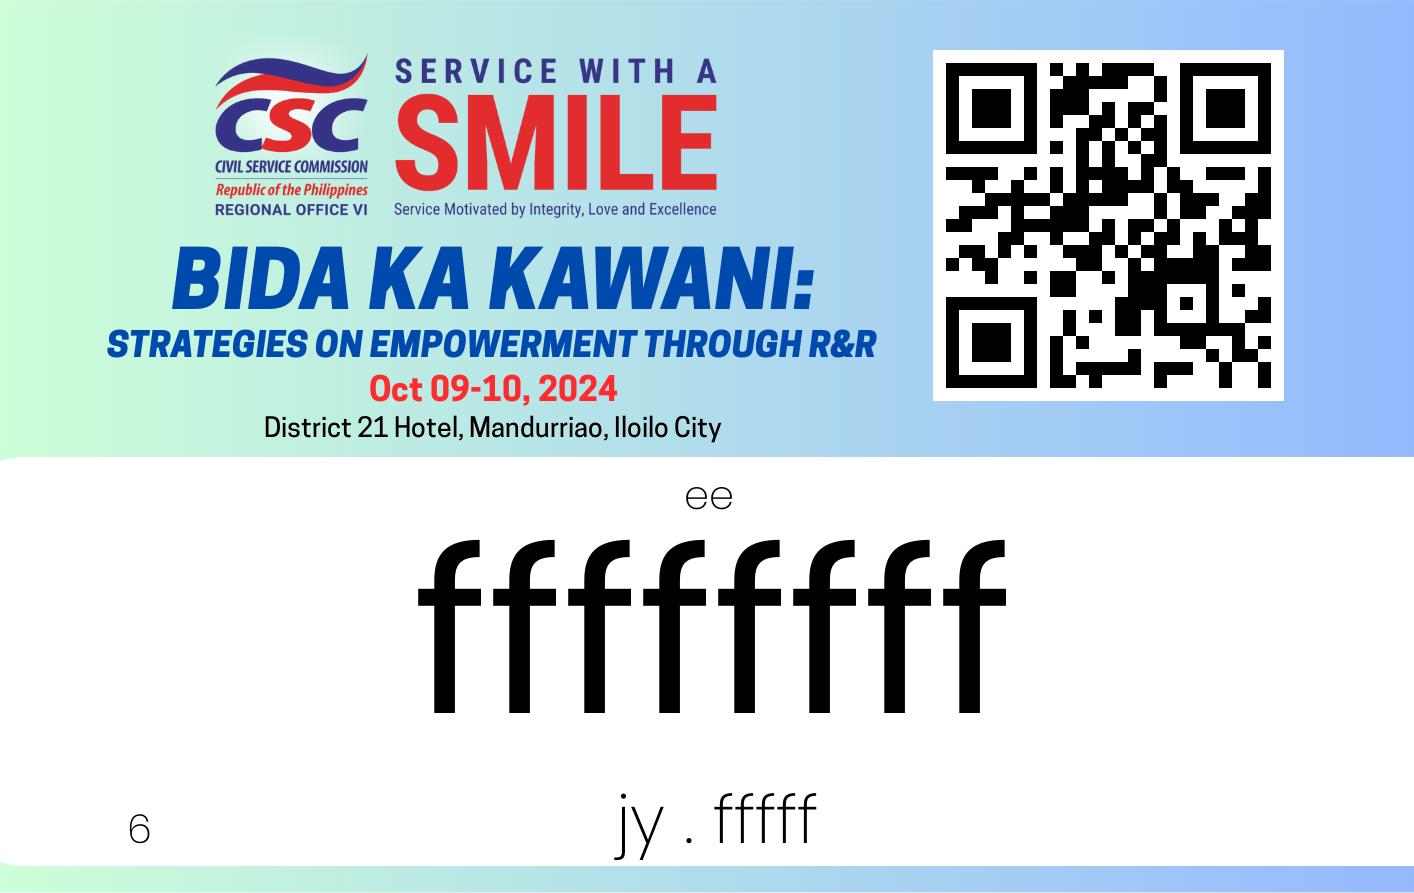 CSC
CIVIL SERVICE COMMISSION
Republic of the Philippines
REGIONAL OFFICE VI
SERVICE WITH A
SMILE
Service Motivated by Integrity, Love and Excellence
BIDA KA KAWANI:
STRATEGIES ON EMPOWERMENT THROUGH R&R
Oct 09-10, 2024
District 21 Hotel, Mandurriao, Iloilo City
ee
ffffffff
jy . fffff
6